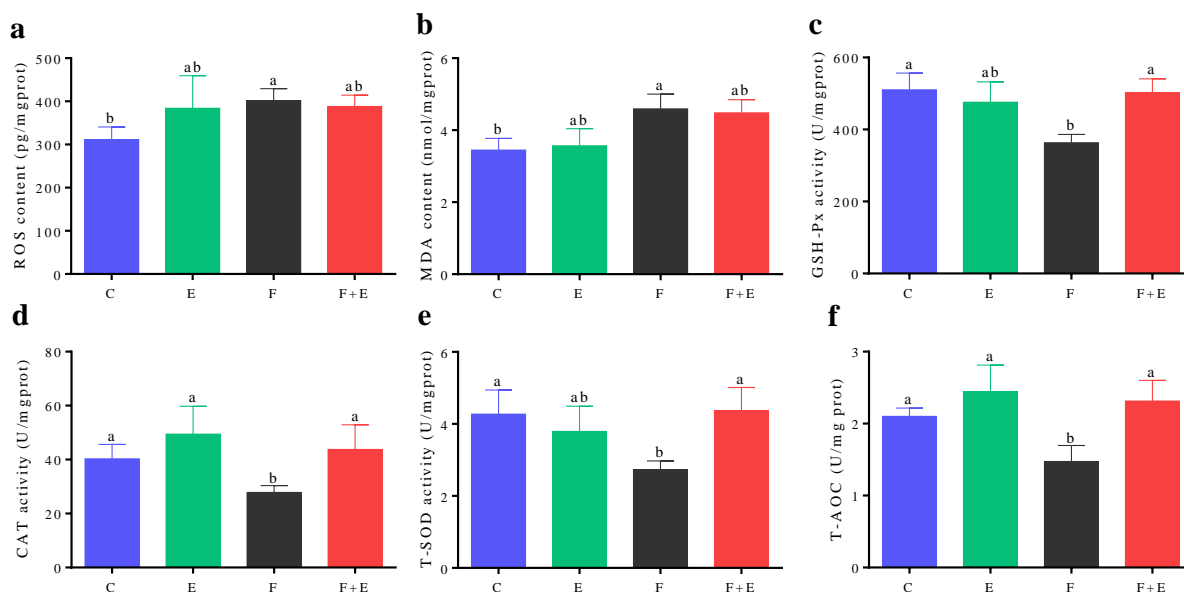 a
ROS content (pg/mgprot)
500
400
300
200
100
0
b
ab
a
ab
C
E
F
F+E
b
MDA content (nmol/mgprot)
6
4
2
0
b
ab
a
ab
C
E
F
F+E
c
GSH-Px activity (U/mgprot)
600
400
200
0
a
ab
b
a
C
E
F
F+E
d
CAT activity (U/mgprot)
80
60
40
20
0
a
a
b
a
C
E
F
F+E
e
T-SOD activity (U/mgprot)
6
4
2
0
a
ab
b
a
C
E
F
F+E
f
T-AOC (U/mg prot)
3
2
1
0
a
a
b
a
C
E
F
F+E